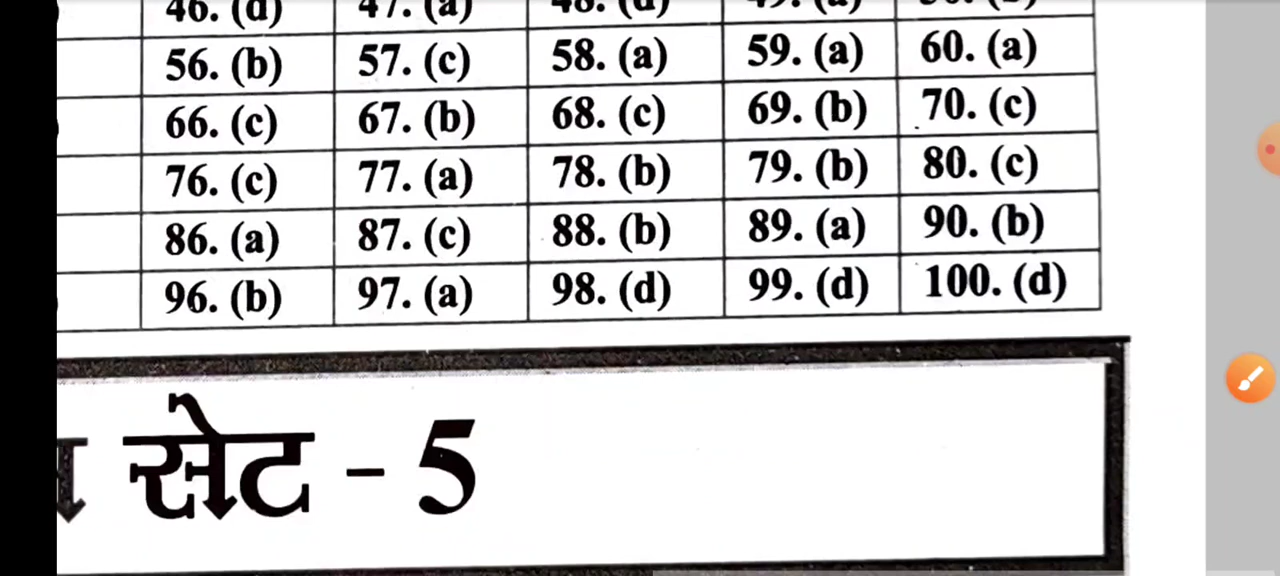 56. (b) 57. (c) 58. (a) 59. (a) 60. (a)
66. (c) 67. (b) 68. (c) 69. (b) 70. (c)
76. (c) 77. (a) 78. (b) 79. (b) 80. (c)
86. (a) 87. (c) 88. (b) 89. (a) 90. (b)
96. (b) 97. (a) 98. (d) 99. (d) 100. (d)
सेट - 5